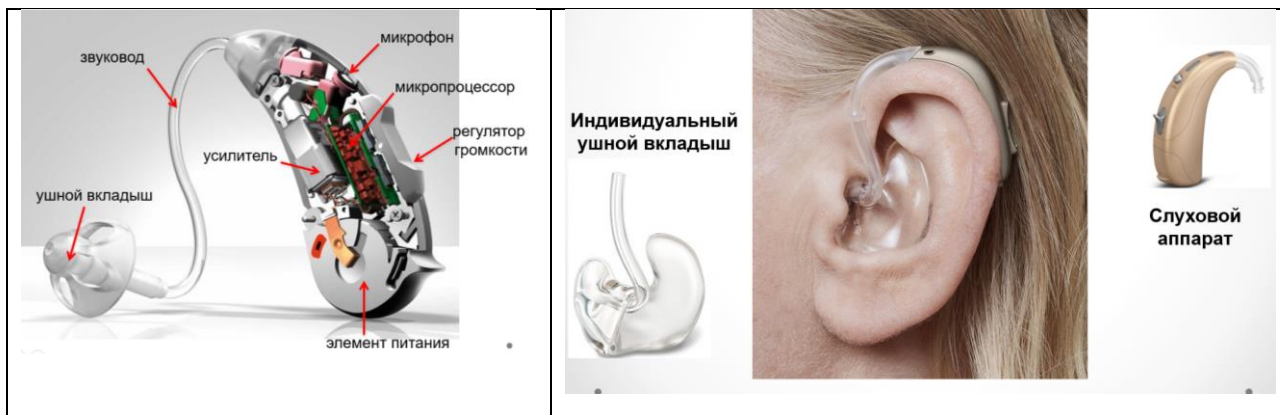 микрофон
звуковод
микропроцессор
регулятор
громкости
усилитель
ушной вкладыш
элемент питания
Индивидуальный
ушной вкладыш
Слуховой
аппарат